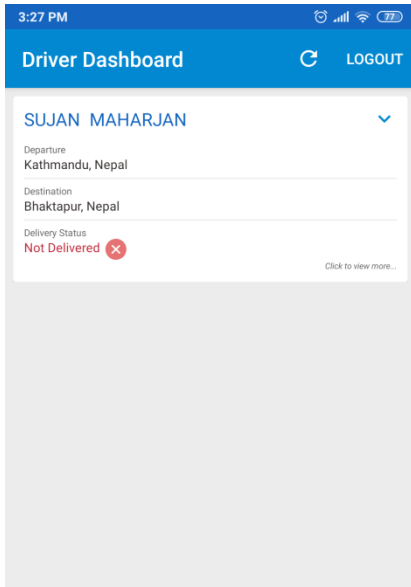 3:27 PM
77
Driver Dashboard
LOGOUT
SUJAN MAHARJAN
Departure
Kathmandu, Nepal
Destination
Bhaktapur, Nepal
Delivery Status
Not Delivered
Click to view more...